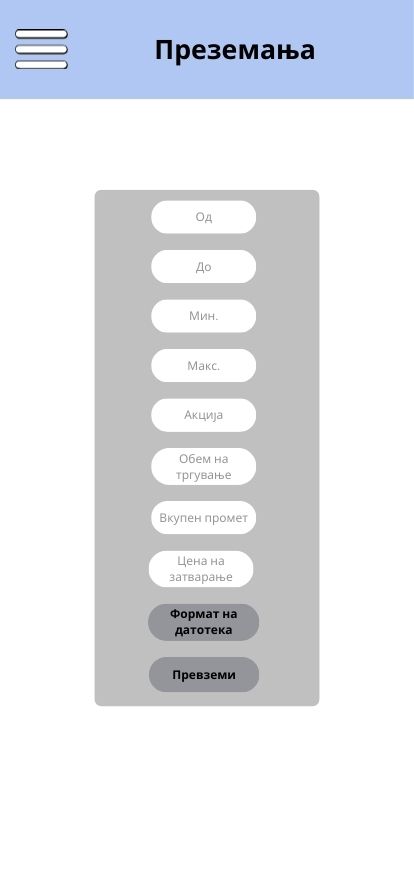 Преземања
Од
До
Мин.
Макс.
Акција
Обем на
тргување
Вкупен промет
Цена на
затварање
Формат на
датотека
Превземи